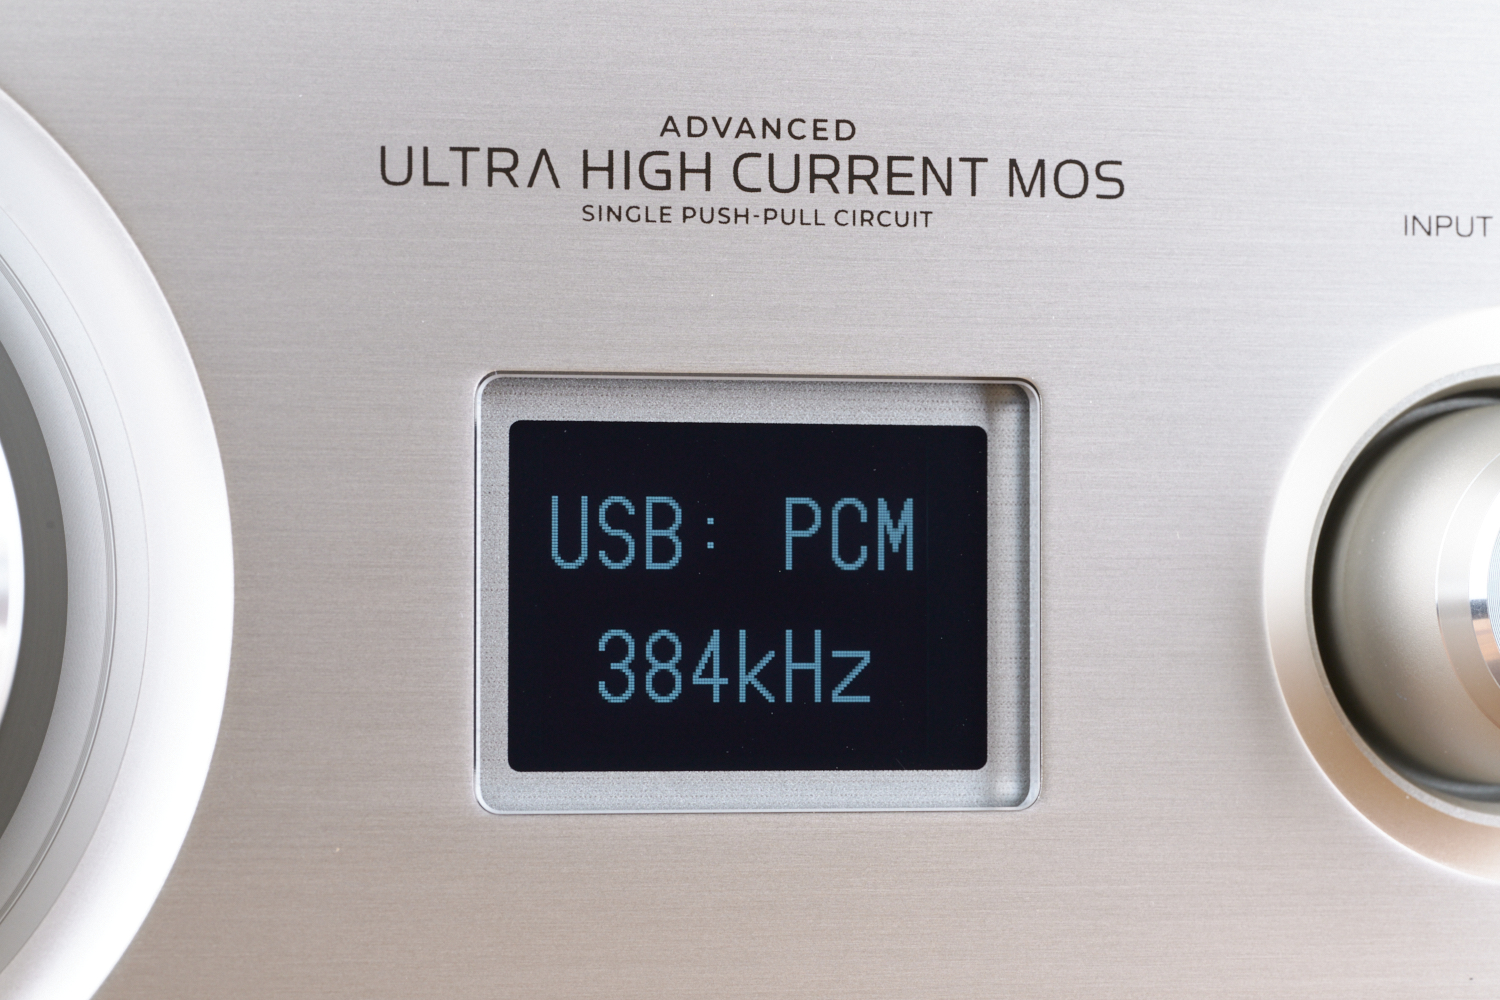 ADVANCED
ULTRA HIGH CURRENT MOS
SINGLE PUSH-PULL CIRCUIT
INPUT
USB: PCM
384kHz